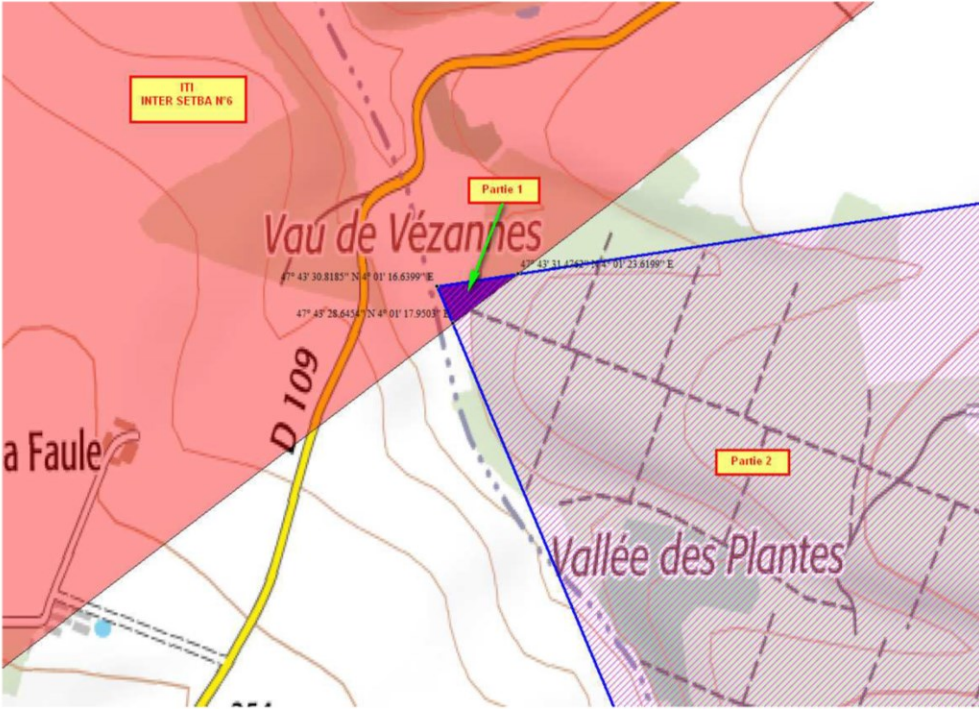 ITI
INTER SETBA N°6
Partie 1
Vau de Vézannes
47° 43' 31.4762" N 4° 01' 23.6199" E
47° 43' 30.8185" N 4° 01' 16.6399" E
47° 43' 28.6454" N 4° 01' 17.9503" E
D 109
a Faule
Partie 2
Vallée des Plantes